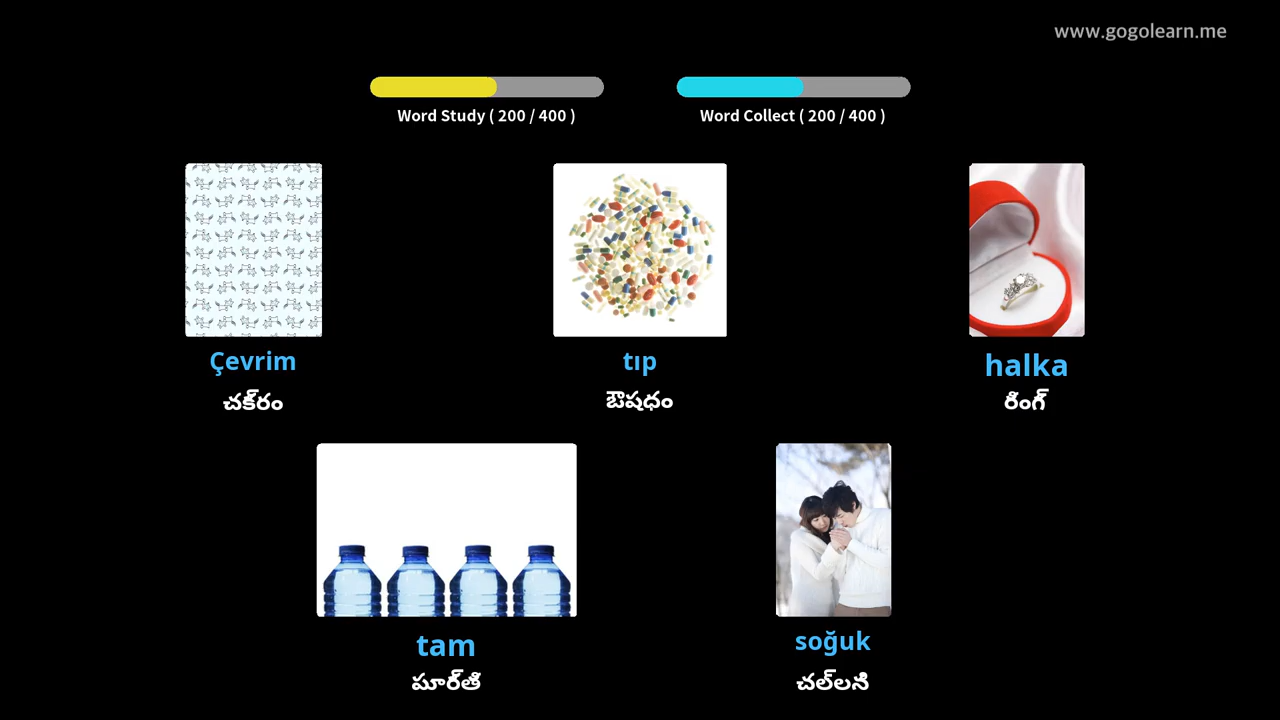 www.gogolearn.me
Word Study ( 200 / 400 )
Word Collect ( 200 / 400 )
Çevrim
tıp
halka
చక్రం
ఔషధం
రింగ్
tam
soğuk
పూర్తి
చల్లని